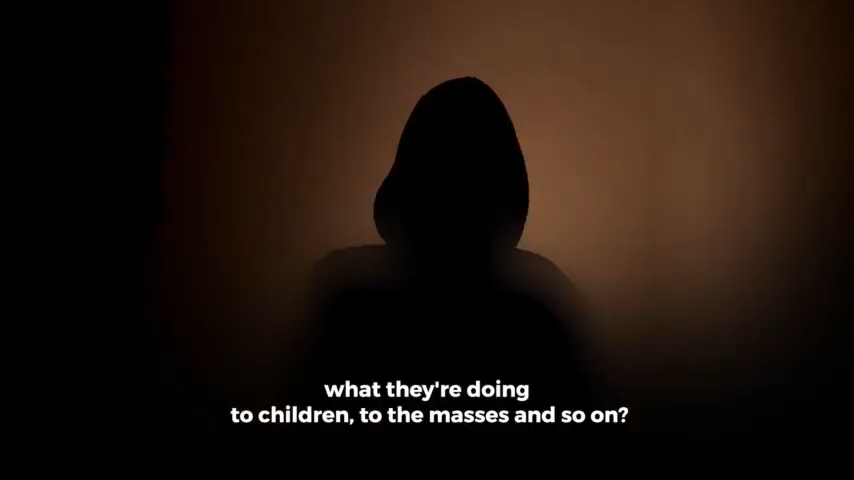 what they're doing
to children, to the masses and so on?